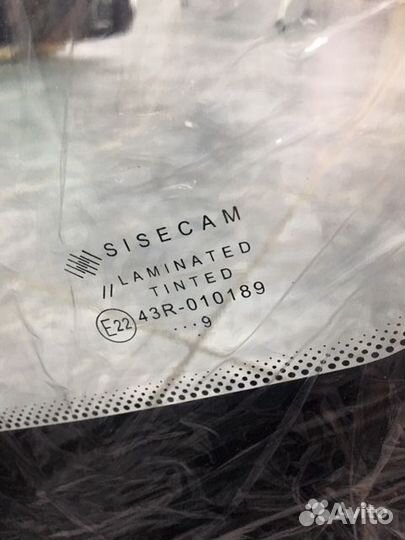 SISECAM
// LAMINATED
TINTED
E22 43R-010189
...9
Avito